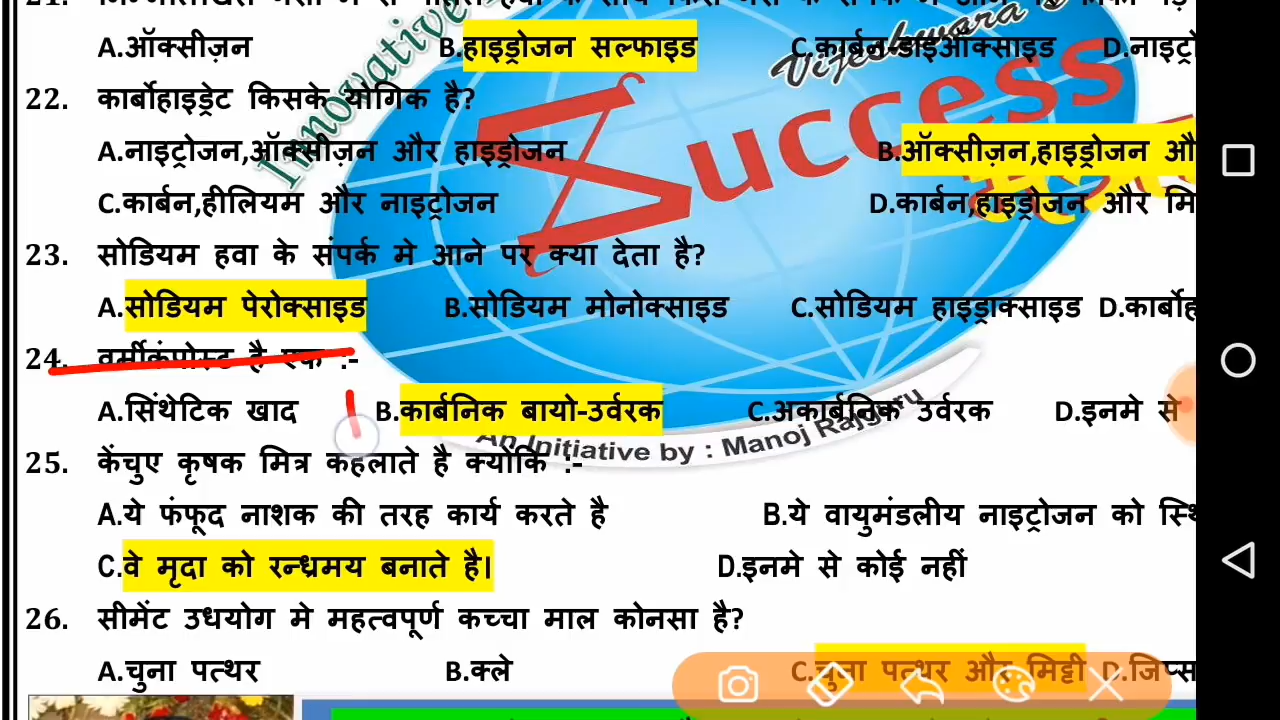 A.ऑक्सीज़न B.हाइड्रोजन सल्फाइड C.कार्बन-डाइऑक्साइड
22. कार्बोहाइड्रेट किसके योगिक है?
A.नाइट्रोजन,ऑक्सीज़न और हाइड्रोजन B.ऑक्सीज़न,हाइड्रोजन
C.कार्बन,हीलियम और नाइट्रोजन D.कार्बन,हाइड्रोजन और
23. सोडियम हवा के संपर्क मे आने पर क्या देता है?
A.सोडियम पेरोक्साइड B.सोडियम मोनोक्साइड C.सोडियम हाइड्राक्साइड
24. वर्मीकंपोस्ट है एक :-
A.सिंथेटिक खाद B.कार्बनिक बायो-उर्वरक C.अकार्बनिक उर्वरक D.इनमे से
25. केंचुए कृषक मित्र कहलाते है क्योंकि :-
A.ये फंफूद नाशक की तरह कार्य करते है B.ये वायुमंडलीय नाइट्रोजन को
C.वे मृदा को रन्ध्रमय बनाते है। D.इनमे से कोई नहीं
26. सीमेंट उधयोग मे महत्वपूर्ण कच्चा माल कोनसा है?
A.चुना पत्थर B.क्ले C.चुना पत्थर और मिट्टी
Innovative
Vijeshwara
Success
An Initiative by : Manoj Rajguru